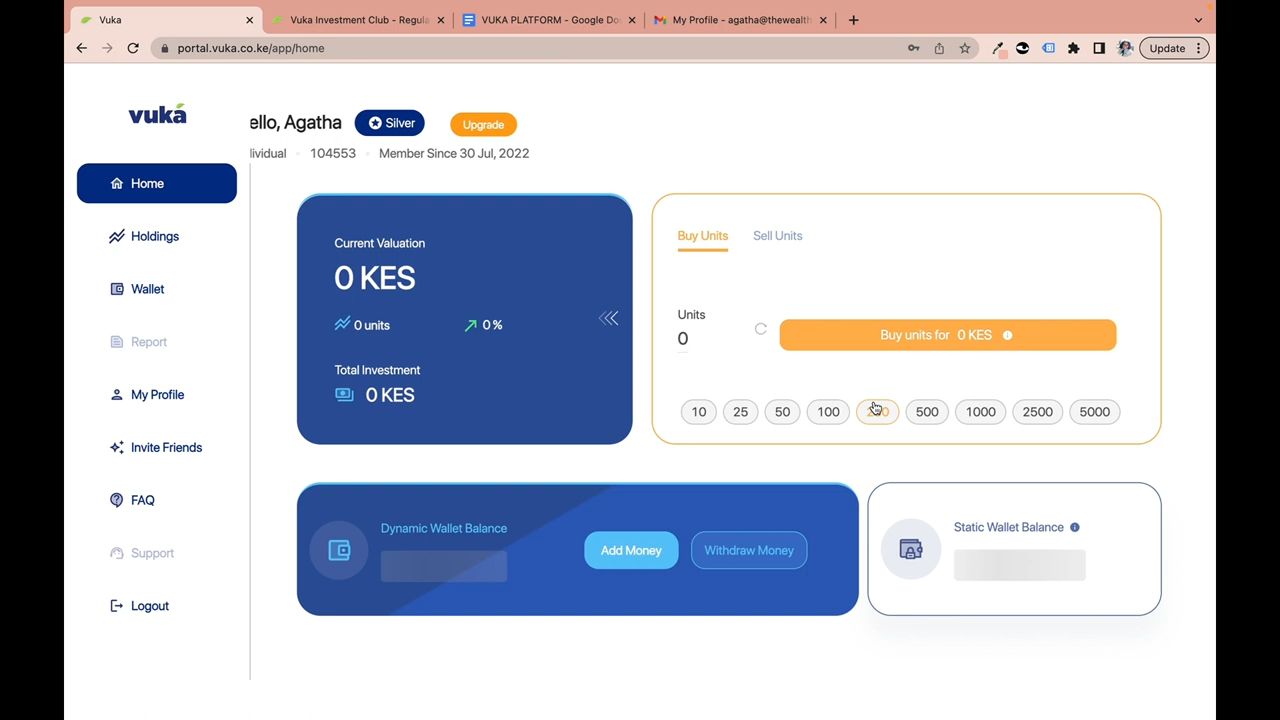 Vuka
Vuka Investment Club - Regula
VUKA PLATFORM - Google Do
My Profile - agatha@thewealth
portal.vuka.co.ke/app/home
Update
vuka
ello, Agatha
Silver
Upgrade
dividual
104553
Member Since 30 Jul, 2022
Home
Holdings
Wallet
Report
My Profile
Invite Friends
FAQ
Support
Logout
Current Valuation
0 KES
0 units
0 %
Total Investment
0 KES
Buy Units
Sell Units
Units
0
Buy units for 0 KES
10 25 50 100 500 1000 2500 5000
Dynamic Wallet Balance
Add Money
Withdraw Money
Static Wallet Balance